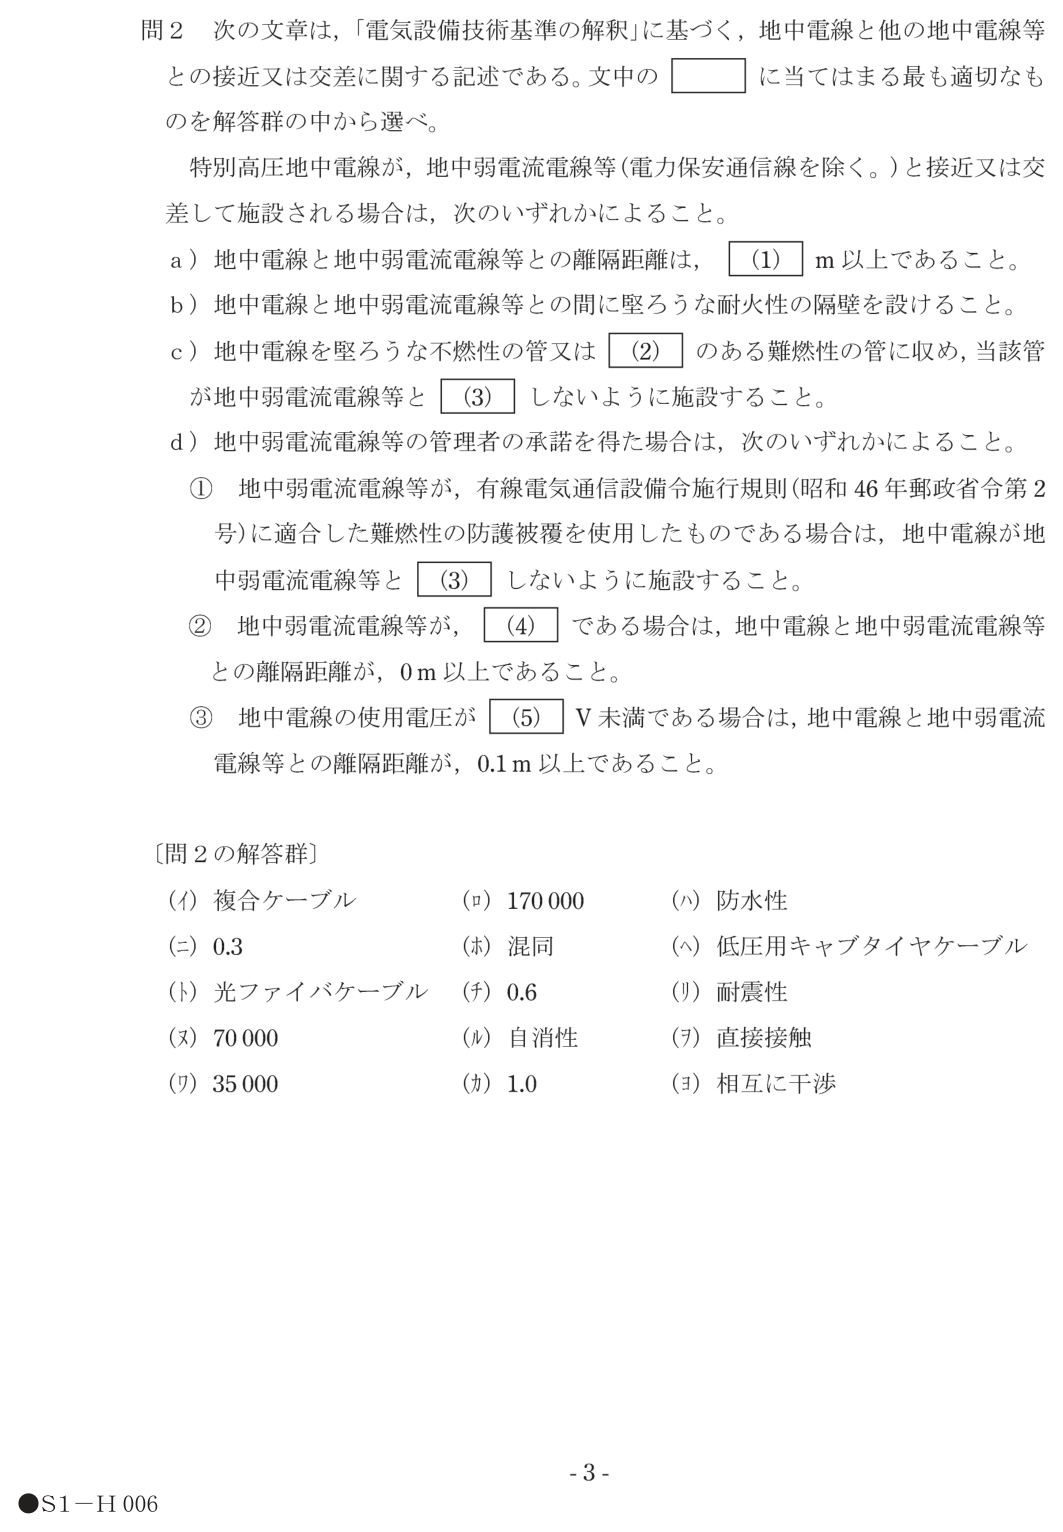 問2 次の文章は,「電気設備技術基準の解釈」に基づく, 地中電線と他の地中電線等
との接近又は交差に関する記述である。文中の に当てはまる最も適切なも
のを解答群の中から選べ。
特別高圧地中電線が, 地中弱電流電線等(電力保安通信線を除く。)と接近又は交
差して施設される場合は, 次のいずれかによること。
a) 地中電線と地中弱電流電線等との離隔距離は, (1) m 以上であること。
b) 地中電線と地中弱電流電線等との間に堅ろうな耐火性の隔壁を設けること。
c) 地中電線を堅ろうな不燃性の管又は (2) のある難燃性の管に収め, 当該管
が地中弱電流電線等と (3) しないように施設すること。
d) 地中弱電流電線等の管理者の承諾を得た場合は, 次のいずれかによること。
① 地中弱電流電線等が, 有線電気通信設備令施行規則(昭和 46 年郵政省令第 2
号)に適合した難燃性の防護被覆を使用したものである場合は, 地中電線が地
中弱電流電線等と (3) しないように施設すること。
② 地中弱電流電線等が, (4) である場合は, 地中電線と地中弱電流電線等
との離隔距離が, 0 m 以上であること。
③ 地中電線の使用電圧が (5) V 未満である場合は, 地中電線と地中弱電流
電線等との離隔距離が, 0.1 m 以上であること。
〔問2の解答群〕
(イ) 複合ケーブル (ロ) 170 000 (ハ) 防水性
(ニ) 0.3 (ホ) 混同 (ヘ) 低圧用キャブタイヤケーブル
(ト) 光ファイバケーブル (チ) 0.6 (リ) 耐震性
(ヌ) 70 000 (ル) 自消性 (ヲ) 直接接触
(ワ) 35 000 (カ) 1.0 (ヨ) 相互に干渉
- 3 -
●S1-H 006